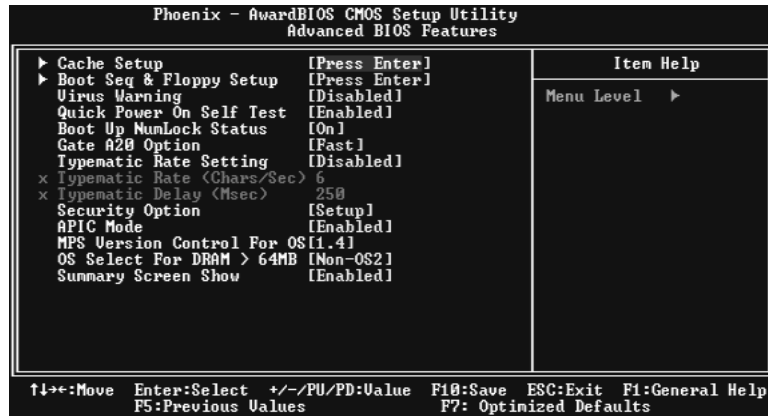 Phoenix - AwardBIOS CMOS Setup Utility
Advanced BIOS Features
▶ Cache Setup [Press Enter]
▶ Boot Seq & Floppy Setup [Press Enter]
Virus Warning [Disabled]
Quick Power On Self Test [Enabled]
Boot Up NumLock Status [On]
Gate A20 Option [Fast]
Typematic Rate Setting [Disabled]
x Typematic Rate (Chars/Sec) 6
x Typematic Delay (Msec) 250
Security Option [Setup]
APIC Mode [Enabled]
MPS Version Control For OS[1.4]
OS Select For DRAM > 64MB [Non-OS2]
Summary Screen Show [Enabled]
Item Help
Menu Level ▶
↑↓→←:Move Enter:Select +/-/PU/PD:Value F10:Save ESC:Exit F1:General Help
F5:Previous Values F7: Optimized Defaults